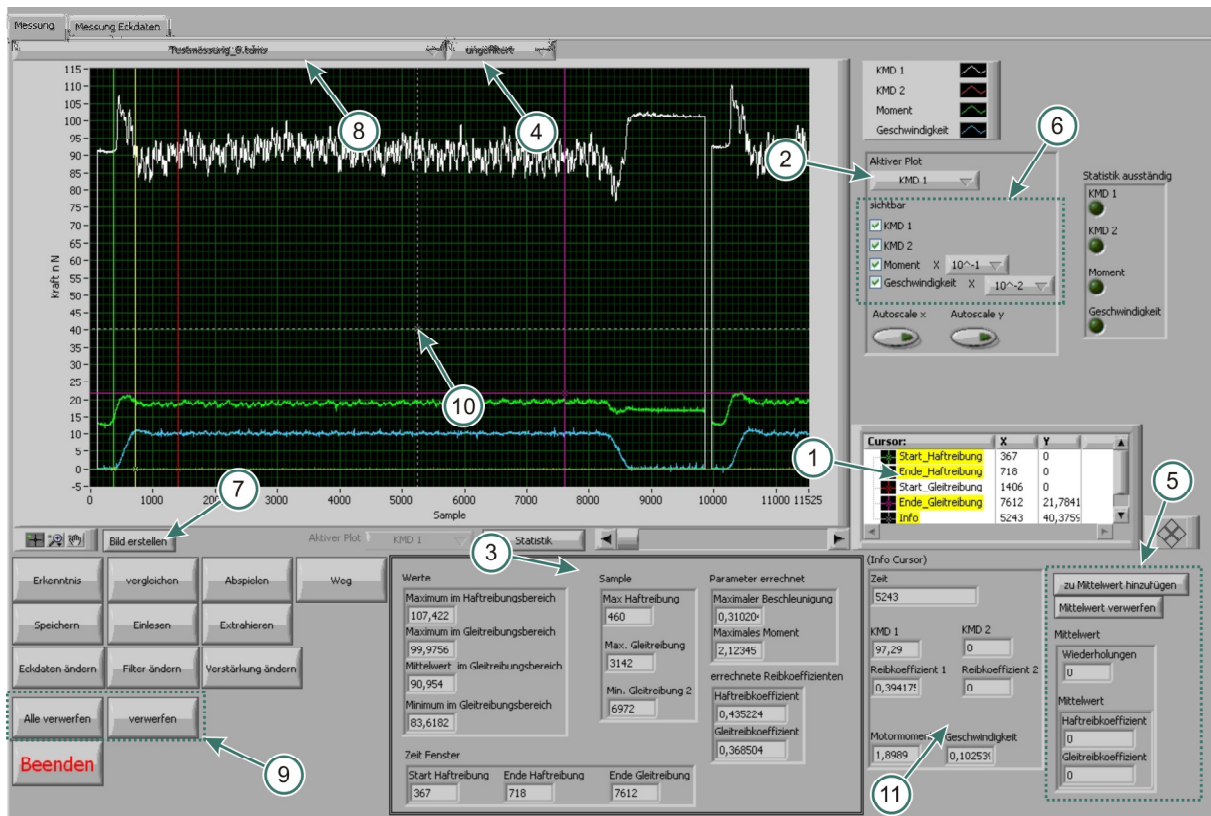 Messung
Messung Eckdaten
Testmessung_6.tdms
ungefiltert
8
4
Kraft n N
115
110
105
100
95
90
85
80
75
70
65
60
55
50
45
40
35
30
25
20
15
10
5
0
-5
0
1000
2000
3000
4000
5000
6000
7000
8000
9000
10000
11000
11525
Sample
10
KMD 1
KMD 2
Moment
Geschwindigkeit
2
6
Aktiver Plot
KMD 1
sichtbar
KMD 1
KMD 2
Moment X 10^-1
Geschwindigkeit X 10^-2
Autoscale x
Autoscale y
Statistik ausständig
KMD 1
KMD 2
Moment
Geschwindigkeit
1
Cursor: X Y
Start_Haftreibung 367 0
Ende_Haftreibung 718 0
Start_Gleitreibung 1406 0
Ende_Gleitreibung 7612 21,7841
Info 5243 40,3759
7
Bild erstellen
Aktiver Plot
KMD 1
Statistik
Erkenntnis
vergleichen
Abspielen
Weg
Speichern
Einlesen
Extrahieren
Eckdaten ändern
Filter ändern
Verstärkung ändern
Alle verwerfen
verwerfen
Beenden
9
3
Werte
Maximum im Haftreibungsbereich
107,422
Maximum im Gleitreibungsbereich
99,9756
Mittelwert im Gleitreibungsbereich
90,954
Minimum im Gleitreibungsbereich
83,6182
Sample
Max Haftreibung
460
Max. Gleitreibung
3142
Min. Gleitreibung 2
6972
Parameter errechnet
Maximaler Beschleunigung
0,31020
Maximales Moment
2,12345
errechnete Reibkoeffizienten
Haftreibkoeffizient
0,435224
Gleitreibkoeffizient
0,368504
Zeit Fenster
Start Haftreibung
367
Ende Haftreibung
718
Ende Gleitreibung
7612
(Info Cursor)
Zeit
5243
KMD 1
97,29
KMD 2
0
Reibkoeffizient 1
0,39417
Reibkoeffizient 2
0
Motormomen
1,8989
Geschwindigkeit
0,10253
11
5
zu Mittelwert hinzufügen
Mittelwert verwerfen
Mittelwert
Wiederholungen
0
Mittelwert
Haftreibkoeffizient
0
Gleitreibkoeffizient
0